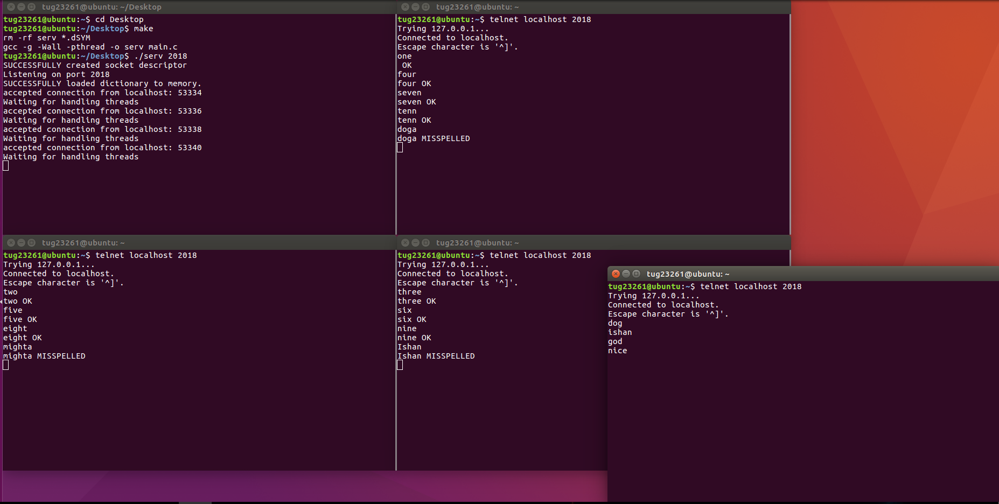 tug23261@ubuntu: ~/Desktop
tug23261@ubuntu:~$ cd Desktop
tug23261@ubuntu:~/Desktop$ make
rm -rf serv *.dSYM
gcc -g -Wall -pthread -o serv main.c
tug23261@ubuntu:~/Desktop$ ./serv 2018
SUCCESSFULLY created socket descriptor
Listening on port 2018
SUCCESSFULLY loaded dictionary to memory.
accepted connection from localhost: 53334
Waiting for handling threads
accepted connection from localhost: 53336
Waiting for handling threads
accepted connection from localhost: 53338
Waiting for handling threads
accepted connection from localhost: 53340
Waiting for handling threads
tug23261@ubuntu: ~
tug23261@ubuntu:~$ telnet localhost 2018
Trying 127.0.0.1...
Connected to localhost.
Escape character is '^]'.
one
 OK
four
four OK
seven
seven OK
tenn
tenn OK
doga
doga MISSPELLED
tug23261@ubuntu: ~
tug23261@ubuntu:~$ telnet localhost 2018
Trying 127.0.0.1...
Connected to localhost.
Escape character is '^]'.
two
two OK
five
five OK
eight
eight OK
mighta
mighta MISSPELLED
tug23261@ubuntu: ~
tug23261@ubuntu:~$ telnet localhost 2018
Trying 127.0.0.1...
Connected to localhost.
Escape character is '^]'.
three
three OK
six
six OK
nine
nine OK
Ishan
Ishan MISSPELLED
tug23261@ubuntu: ~
tug23261@ubuntu:~$ telnet localhost 2018
Trying 127.0.0.1...
Connected to localhost.
Escape character is '^]'.
dog
ishan
god
nice